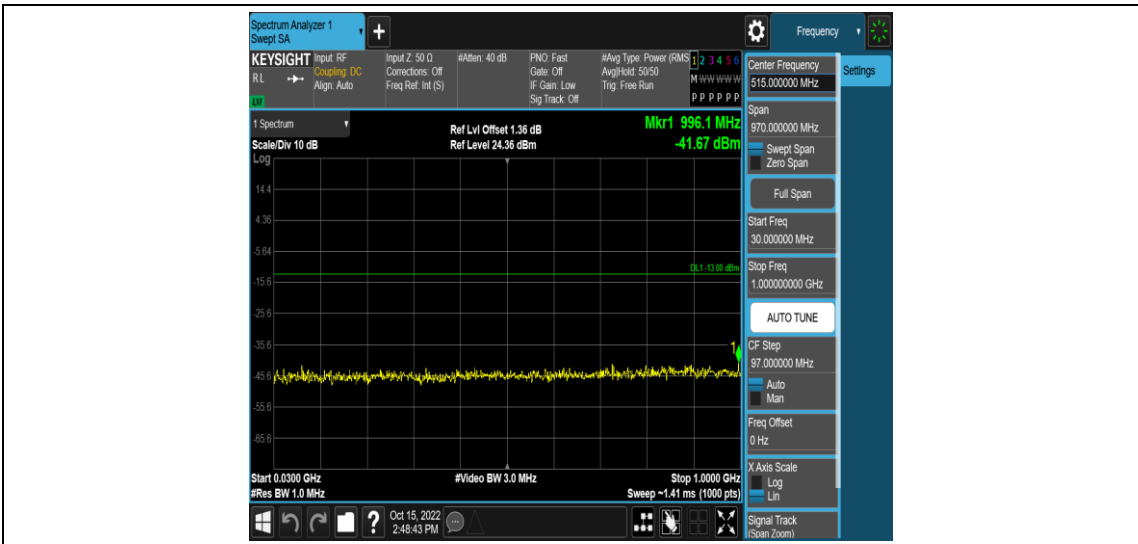 Spectrum Analyzer 1
Swept SA
+
Frequency
KEYSIGHT
RL
LXI
Input: RF
Coupling: DC
Align: Auto
Input Z: 50 Ω
Corrections: Off
Freq Ref: Int (S)
#Atten: 40 dB
PNO: Fast
Gate: Off
IF Gain: Low
Sig Track: Off
#Avg Type: Power (RMS
Avg|Hold: 50/50
Trig: Free Run
1 2 3 4 5 6
M W W W W W
P P P P P P
Center Frequency
515.000000 MHz
Settings
1 Spectrum
Scale/Div 10 dB
Log
Ref Lvl Offset 1.36 dB
Ref Level 24.36 dBm
Mkr1 996.1 MHz
-41.67 dBm
Span
970.000000 MHz
Swept Span
Zero Span
Full Span
14.4
4.36
-5.64
-15.6
-25.6
-35.6
-45.6
-55.6
-65.6
DL1 -13.00 dBm
1
Start Freq
30.000000 MHz
Stop Freq
1.000000000 GHz
AUTO TUNE
CF Step
97.000000 MHz
Auto
Man
Freq Offset
0 Hz
X Axis Scale
Log
Lin
Signal Track
(Span Zoom)
Start 0.0300 GHz
#Res BW 1.0 MHz
#Video BW 3.0 MHz
Stop 1.0000 GHz
Sweep ~1.41 ms (1000 pts)
?
Oct 15, 2022
2:48:43 PM